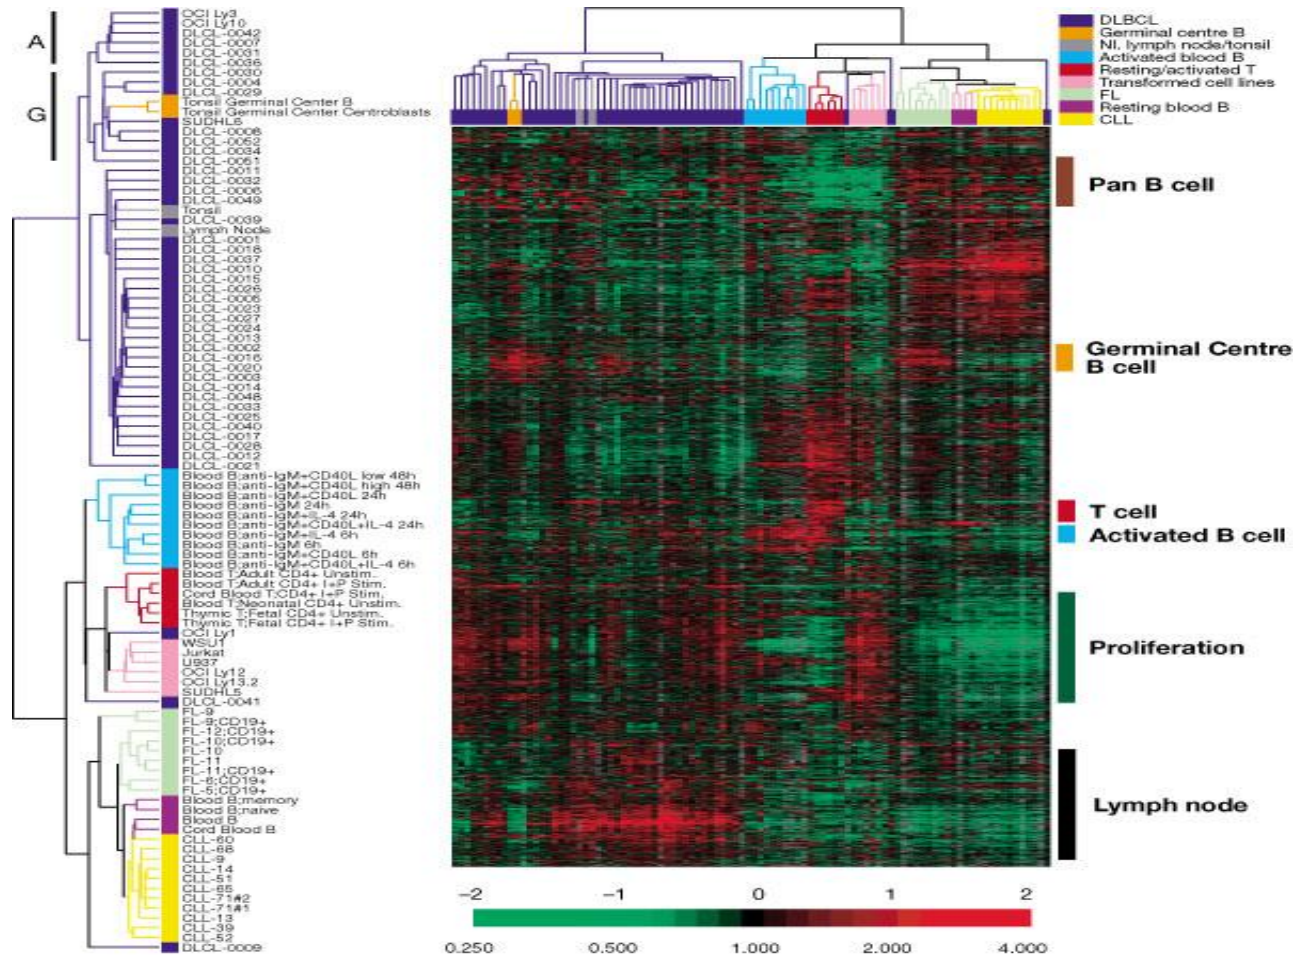 A
G
OCI Ly3
OCI Ly10
DLCL-0042
DLCL-0007
DLCL-0031
DLCL-0036
DLCL-0030
DLCL-0004
DLCL-0029
Tonsil Germinal Center B
Tonsil Germinal Center Centroblasts
SUDHL6
DLCL-0008
DLCL-0052
DLCL-0034
DLCL-0051
DLCL-0011
DLCL-0032
DLCL-0006
DLCL-0049
Tonsil
DLCL-0039
Lymph Node
DLCL-0001
DLCL-0018
DLCL-0037
DLCL-0010
DLCL-0015
DLCL-0026
DLCL-0005
DLCL-0023
DLCL-0027
DLCL-0024
DLCL-0013
DLCL-0002
DLCL-0016
DLCL-0020
DLCL-0003
DLCL-0014
DLCL-0048
DLCL-0033
DLCL-0025
DLCL-0040
DLCL-0017
DLCL-0028
DLCL-0012
DLCL-0021
Blood B;anti-IgM+CD40L low 48h
Blood B;anti-IgM+CD40L high 48h
Blood B;anti-IgM+CD40L 24h
Blood B;anti-IgM 24h
Blood B;anti-IgM+IL-4 24h
Blood B;anti-IgM+CD40L+IL-4 24h
Blood B;anti-IgM+IL-4 6h
Blood B;anti-IgM 6h
Blood B;anti-IgM+CD40L 6h
Blood B;anti-IgM+CD40L+IL-4 6h
Blood T;Adult CD4+ Unstim.
Blood T;Adult CD4+ I+P Stim.
Cord Blood T;CD4+ I+P Stim.
Blood T;Neonatal CD4+ Unstim.
Thymic T;Fetal CD4+ Unstim.
Thymic T;Fetal CD4+ I+P Stim.
OCI Ly1
WSU1
Jurkat
U937
OCI Ly12
OCI Ly13.2
SUDHL5
DLCL-0041
FL-9
FL-9;CD19+
FL-12;CD19+
FL-10;CD19+
FL-10
FL-11
FL-11;CD19+
FL-6;CD19+
FL-5;CD19+
Blood B;memory
Blood B;naive
Blood B
Cord Blood B
CLL-60
CLL-68
CLL-9
CLL-14
CLL-51
CLL-65
CLL-71#2
CLL-71#1
CLL-13
CLL-39
CLL-52
DLCL-0009
DLBCL
Germinal centre B
Nl. lymph node/tonsil
Activated blood B
Resting/activated T
Transformed cell lines
FL
Resting blood B
CLL
Pan B cell
Germinal Centre
B cell
T cell
Activated B cell
Proliferation
Lymph node
-2 -1 0 1 2
0.250 0.500 1.000 2.000 4.000